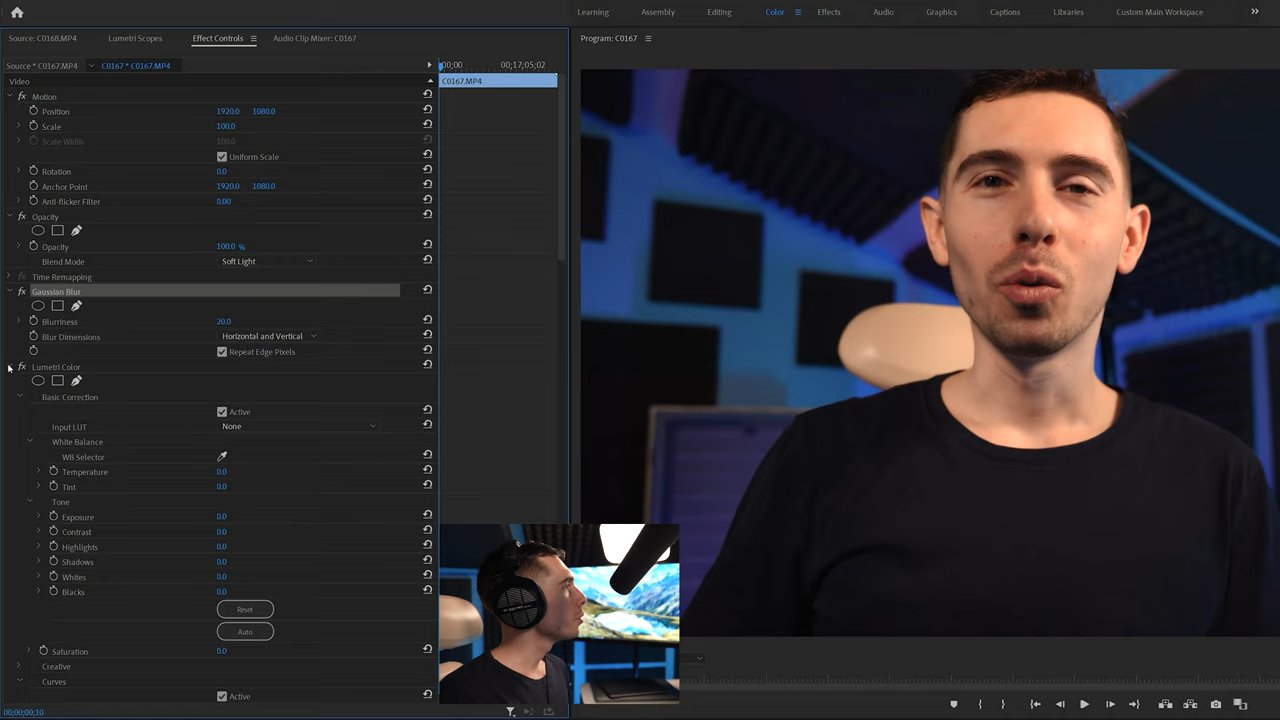 Learning Assembly Editing Color Effects Audio Graphics Captions Libraries Custom Main Workspace
Source: C0168.MP4 Lumetri Scopes Effect Controls Audio Clip Mixer: C0167 Program: C0167
Source * C0167.MP4 C0167 * C0167.MP4 00;00 00;17;05;02
Video C0167.MP4
fx Motion
Position 1920.0 1080.0
Scale 100.0
Scale Width 100.0
Uniform Scale
Rotation 0.0
Anchor Point 1920.0 1080.0
Anti-flicker Filter 0.00
fx Opacity
Opacity 100.0 %
Blend Mode Soft Light
fx Time Remapping
fx Gaussian Blur
Blurriness 20.0
Blur Dimensions Horizontal and Vertical
Repeat Edge Pixels
fx Lumetri Color
Basic Correction
Active
Input LUT None
White Balance
WB Selector
Temperature 0.0
Tint 0.0
Tone
Exposure 0.0
Contrast 0.0
Highlights 0.0
Shadows 0.0
Whites 0.0
Blacks 0.0
Reset
Auto
Saturation 0.0
Creative
Curves
Active
00;00;00;10